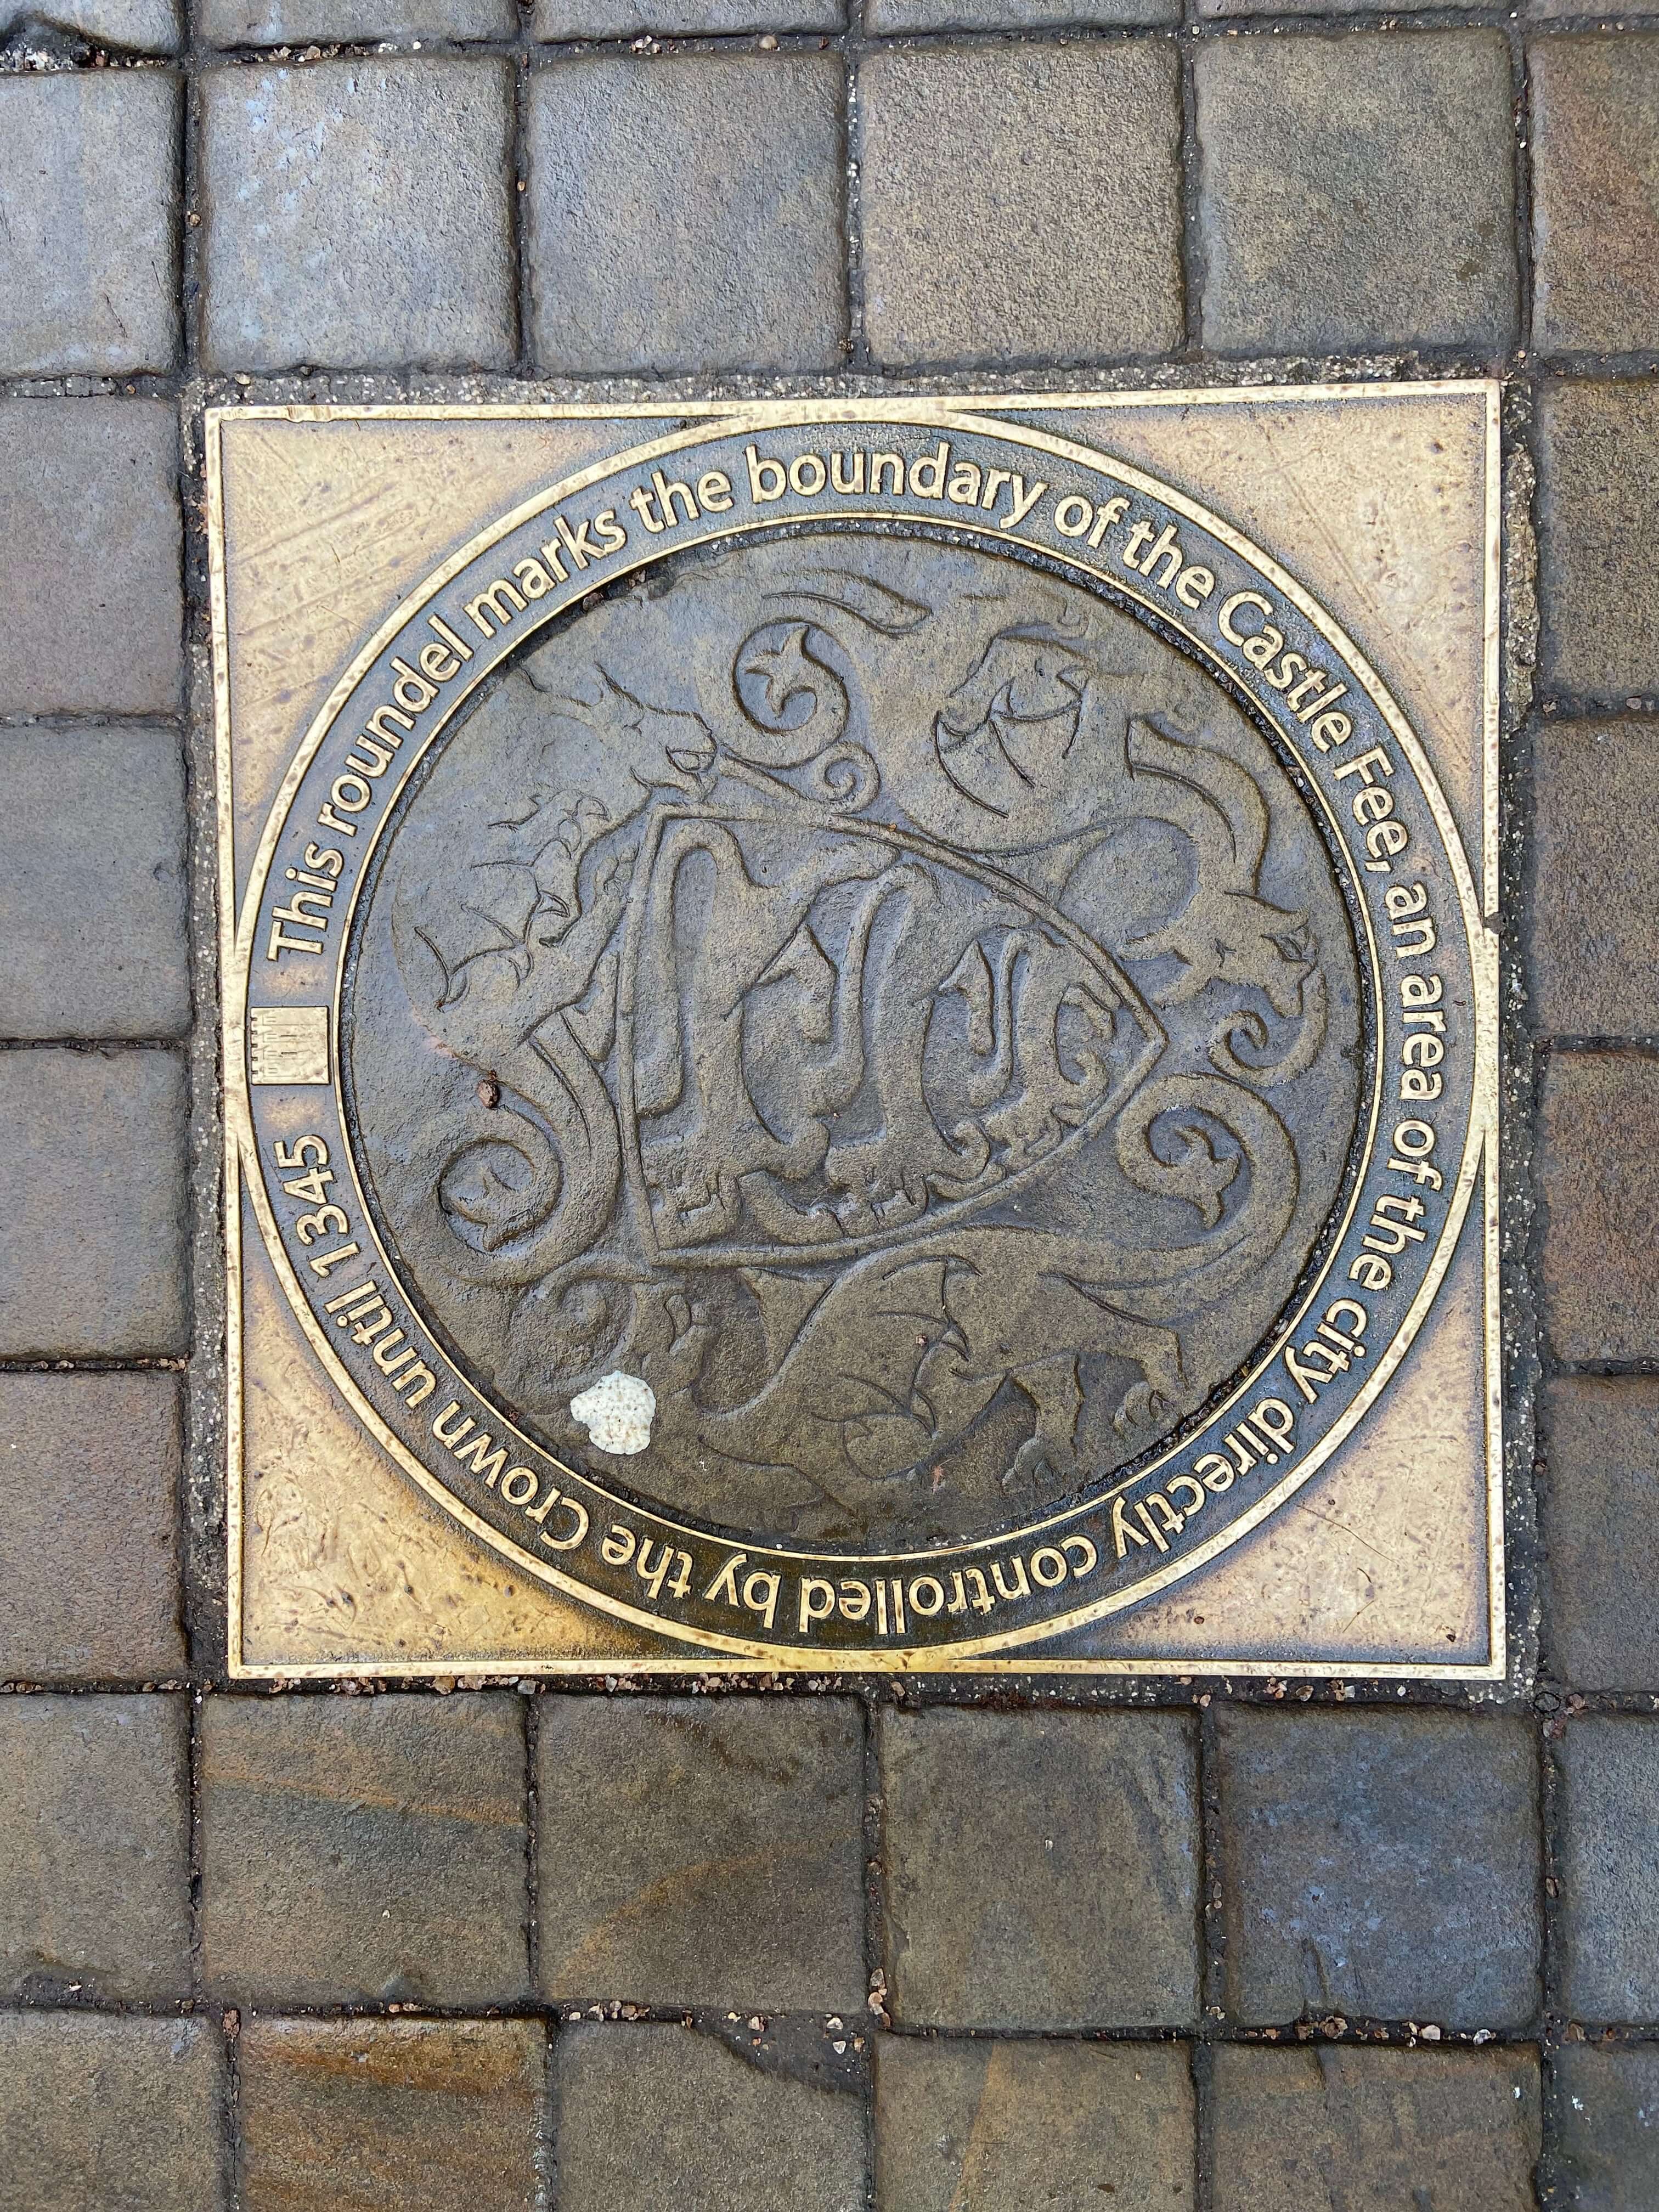 This roundel marks the boundary of the Castle Fee, an area of the city directly controlled by the Crown until 1345